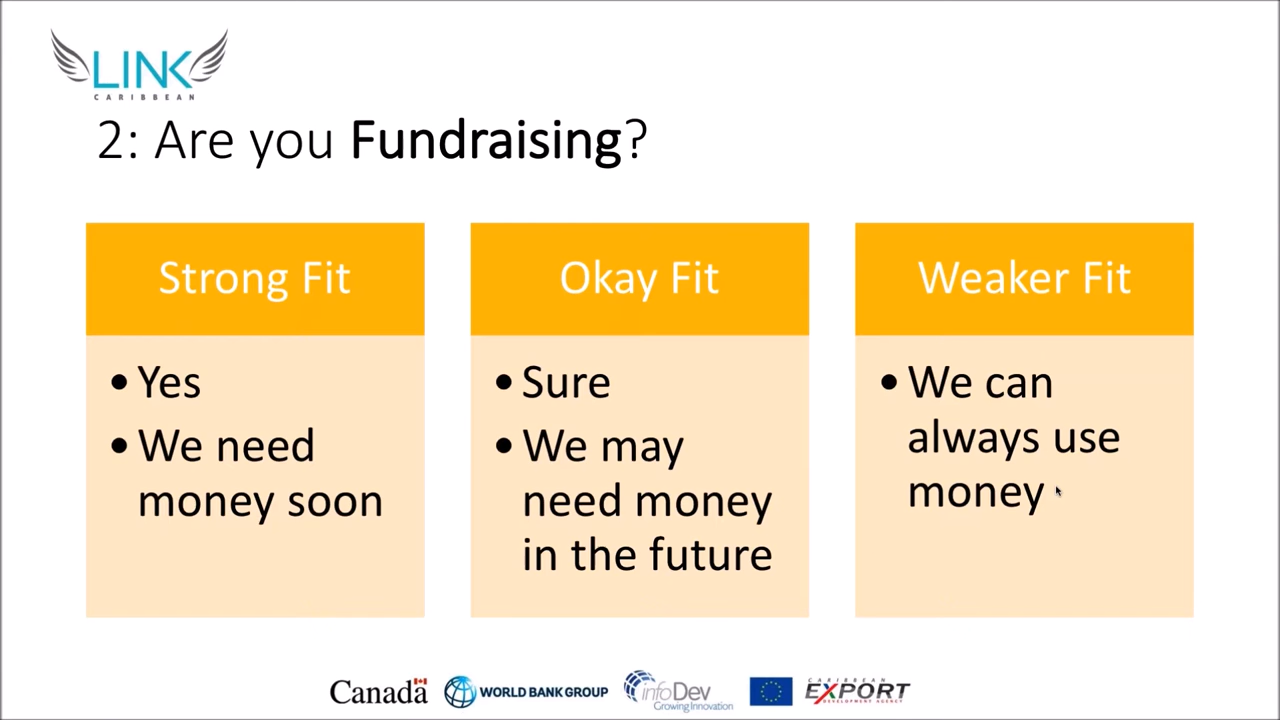 LINK
CARIBBEAN
2: Are you Fundraising?
Strong Fit
• Yes
• We need
money soon
Okay Fit
• Sure
• We may
need money
in the future
Weaker Fit
• We can
always use
money
Canada
WORLD BANK GROUP
infoDev
Growing Innovation
CARIBBEAN
EXPORT
DEVELOPMENT AGENCY